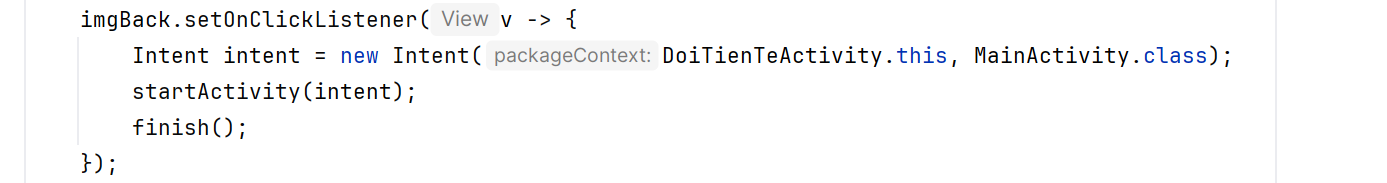 imgBack.setOnClickListener( View v -> {
    Intent intent = new Intent( packageContext: DoiTienTeActivity.this, MainActivity.class);
    startActivity(intent);
    finish();
});